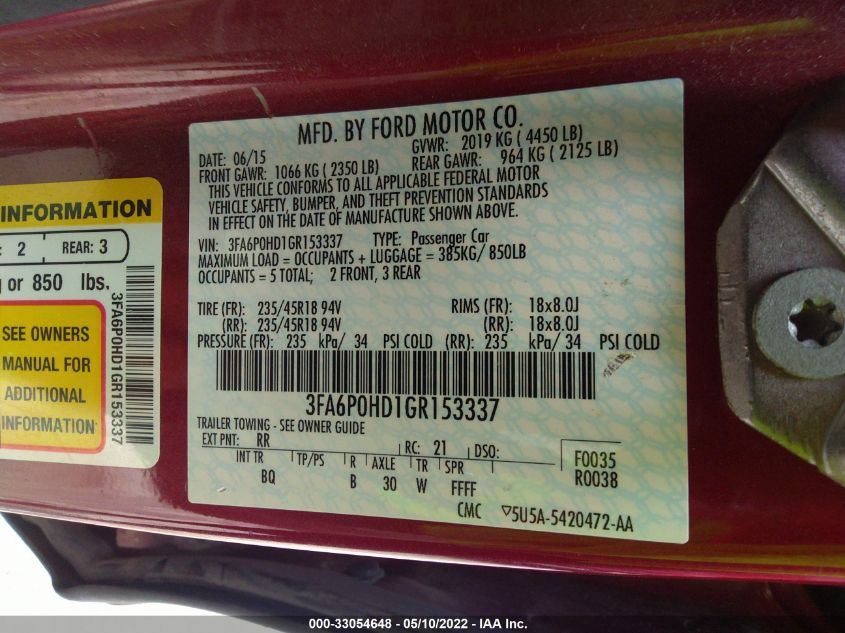 MFD. BY FORD MOTOR CO.
DATE: 06/15 GVWR: 2019 KG ( 4450 LB)
FRONT GAWR: 1066 KG ( 2350 LB) REAR GAWR: 964 KG ( 2125 LB)
THIS VEHICLE CONFORMS TO ALL APPLICABLE FEDERAL MOTOR
VEHICLE SAFETY, BUMPER, AND THEFT PREVENTION STANDARDS
IN EFFECT ON THE DATE OF MANUFACTURE SHOWN ABOVE.
VIN: 3FA6P0HD1GR153337 TYPE: Passenger Car
MAXIMUM LOAD = OCCUPANTS + LUGGAGE = 385KG/ 850LB
OCCUPANTS = 5 TOTAL; 2 FRONT, 3 REAR
TIRE (FR): 235/45R18 94V RIMS (FR): 18x8.0J
(RR): 235/45R18 94V (RR): 18x8.0J
PRESSURE (FR): 235 kPa/ 34 PSI COLD (RR): 235 kPa/ 34 PSI COLD
3FA6P0HD1GR153337
TRAILER TOWING - SEE OWNER GUIDE
EXT PNT: RR RC: 21 DSO:
INT TR TP/PS R AXLE TR SPR
BQ B 30 W FFFF
F0035
R0038
CMC ▽5U5A-5420472-AA
INFORMATION
: 2 REAR: 3
or 850 lbs.
SEE OWNERS
MANUAL FOR
ADDITIONAL
INFORMATION
3FA6P0HD1GR153337
000-33054648 — 05/10/2022 — IAA Inc.